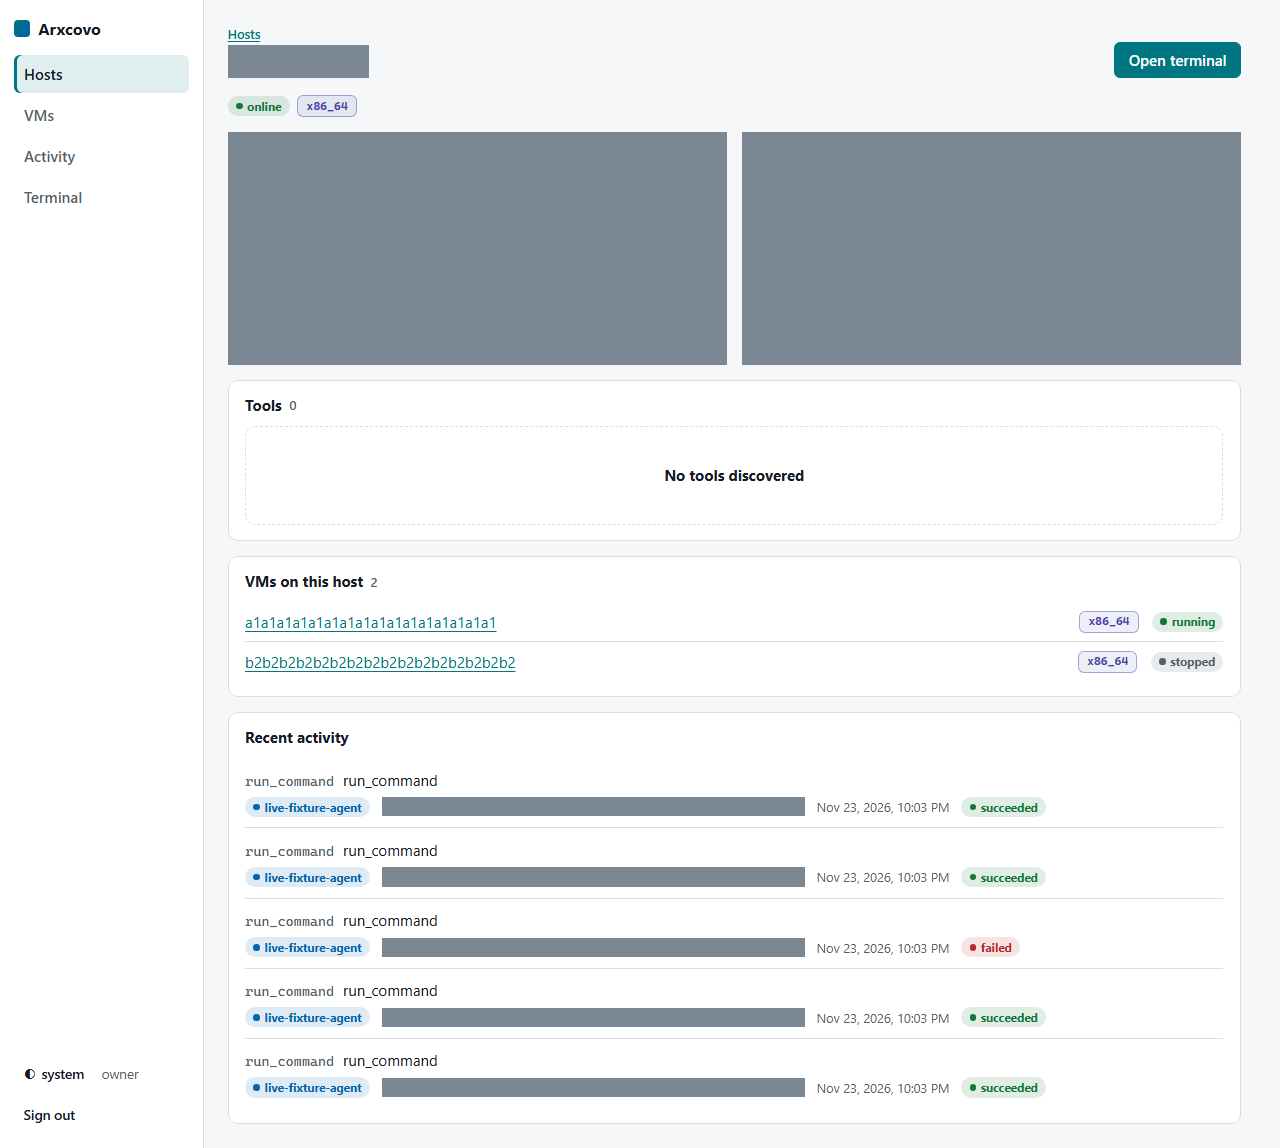 Arxcovo
Hosts
VMs
Activity
Terminal
Hosts
Open terminal
online x86_64
Tools 0
No tools discovered
VMs on this host 2
a1a1a1a1a1a1a1a1a1a1a1a1a1a1a1a1 x86_64 running
b2b2b2b2b2b2b2b2b2b2b2b2b2b2b2b2 x86_64 stopped
Recent activity
run_command run_command
live-fixture-agent Nov 23, 2026, 10:03 PM succeeded
run_command run_command
live-fixture-agent Nov 23, 2026, 10:03 PM succeeded
run_command run_command
live-fixture-agent Nov 23, 2026, 10:03 PM failed
run_command run_command
live-fixture-agent Nov 23, 2026, 10:03 PM succeeded
run_command run_command
live-fixture-agent Nov 23, 2026, 10:03 PM succeeded
system owner
Sign out